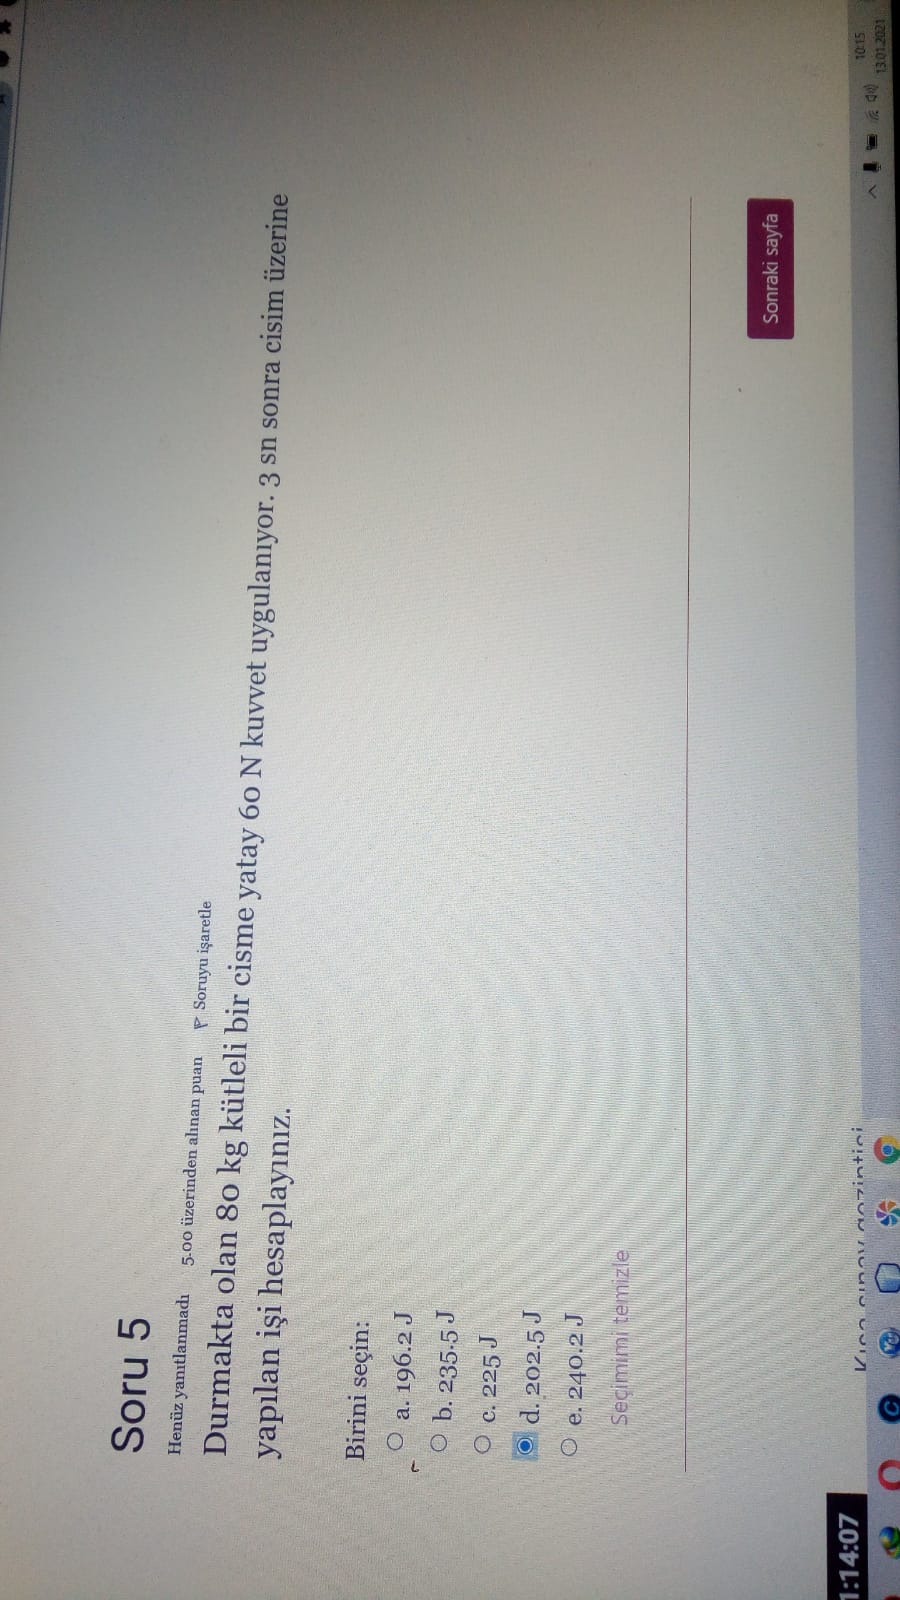 Soru 5
Henüz yanıtlanmadı 5.00 üzerinden alınan puan Soruyu işaretle
Durmakta olan 80 kg kütleli bir cisme yatay 60 N kuvvet uygulanıyor. 3 sn sonra cisim üzerine
yapılan işi hesaplayınız.
Birini seçin:
a. 196.2 J
b. 235.5 J
c. 225 J
d. 202.5 J
e. 240.2 J
Seçimimi temizle
Sonraki sayfa
1:14:07
10:15
13.01.2021